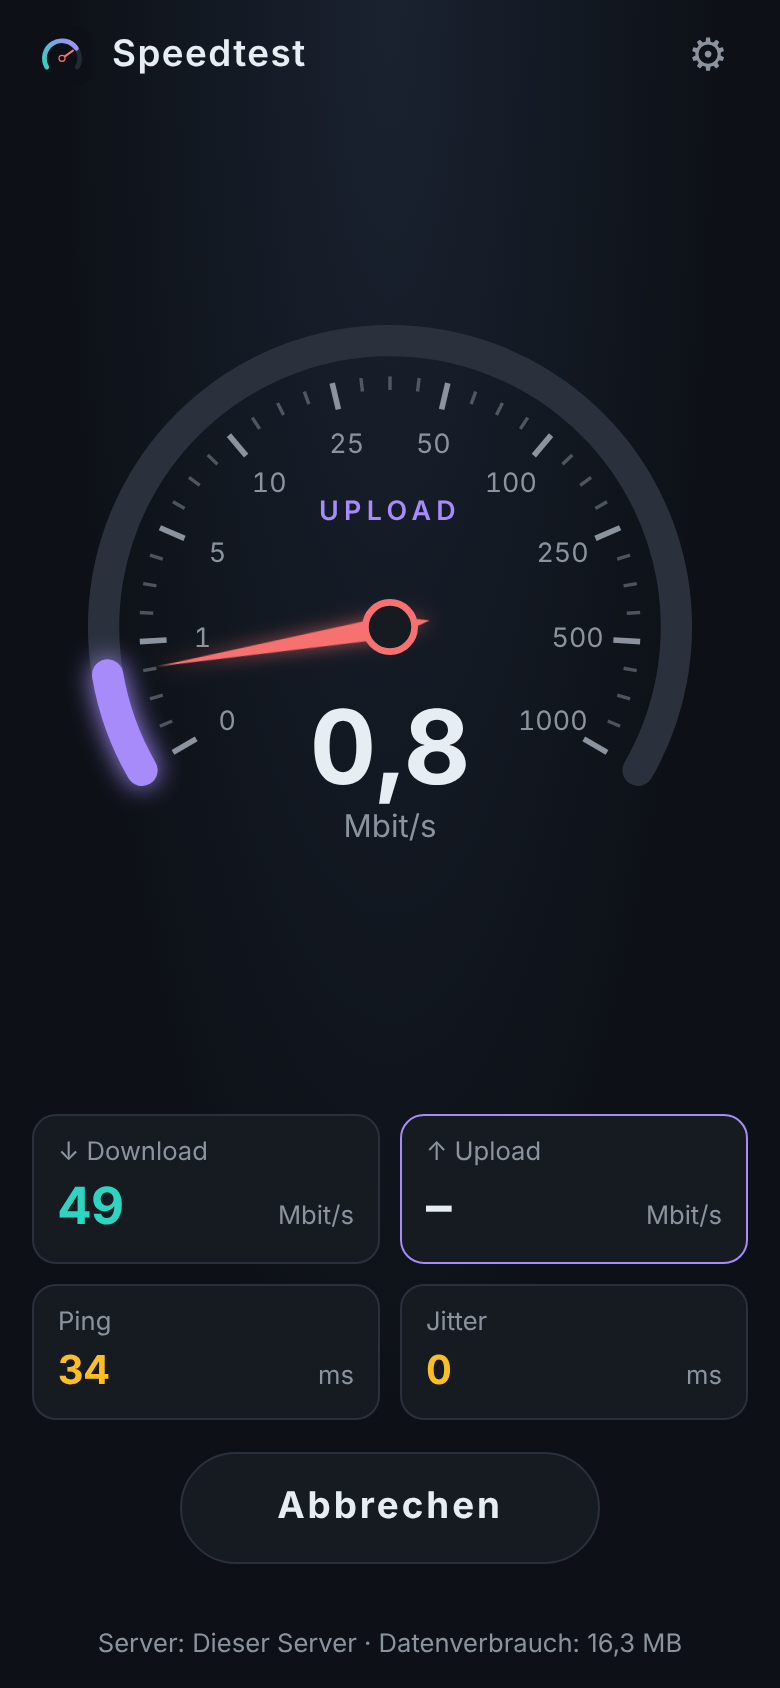 Speedtest
25 50
10 100
UPLOAD
5 250
1 500
0 1000
0,8
Mbit/s
↓ Download
49 Mbit/s
↑ Upload
– Mbit/s
Ping
34 ms
Jitter
0 ms
Abbrechen
Server: Dieser Server · Datenverbrauch: 16,3 MB